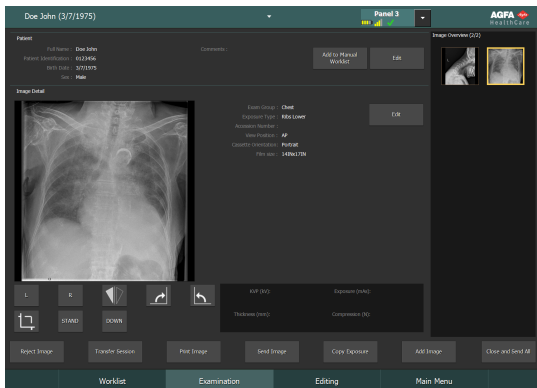 Doe John (3/7/1975)
Panel 3
AGFA
HealthCare
Patient
Full Name : Doe John
Comments :
Patient Identification : 0123456
Birth Date : 3/7/1975
Sex : Male
Add to Manual Worklist
Edit
Image Overview (2/2)
Image Detail
Exam Group : Chest
Exposure Type : Ribs Lower
Accession Number :
View Position : AP
Cassette Orientation : Portrait
Film size : 14INx17IN
Edit
L
R
STAND
DOWN
KVP (kV):
Exposure (mAs):
Thickness (mm):
Compression (N):
Reject Image
Transfer Session
Print Image
Send Image
Copy Exposure
Add Image
Close and Send All
Worklist
Examination
Editing
Main Menu